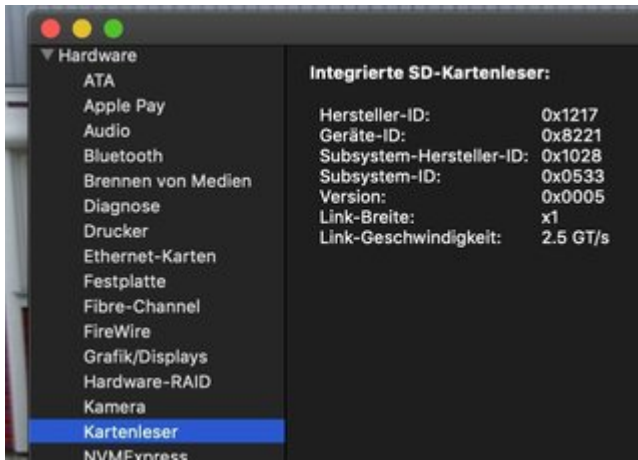 Hardware
ATA
Apple Pay
Audio
Bluetooth
Brennen von Medien
Diagnose
Drucker
Ethernet-Karten
Festplatte
Fibre-Channel
FireWire
Grafik/Displays
Hardware-RAID
Kamera
Kartenleser
NVMExpress
Integrierte SD-Kartenleser:
Hersteller-ID: 0x1217
Geräte-ID: 0x8221
Subsystem-Hersteller-ID: 0x1028
Subsystem-ID: 0x0533
Version: 0x0005
Link-Breite: x1
Link-Geschwindigkeit: 2.5 GT/s